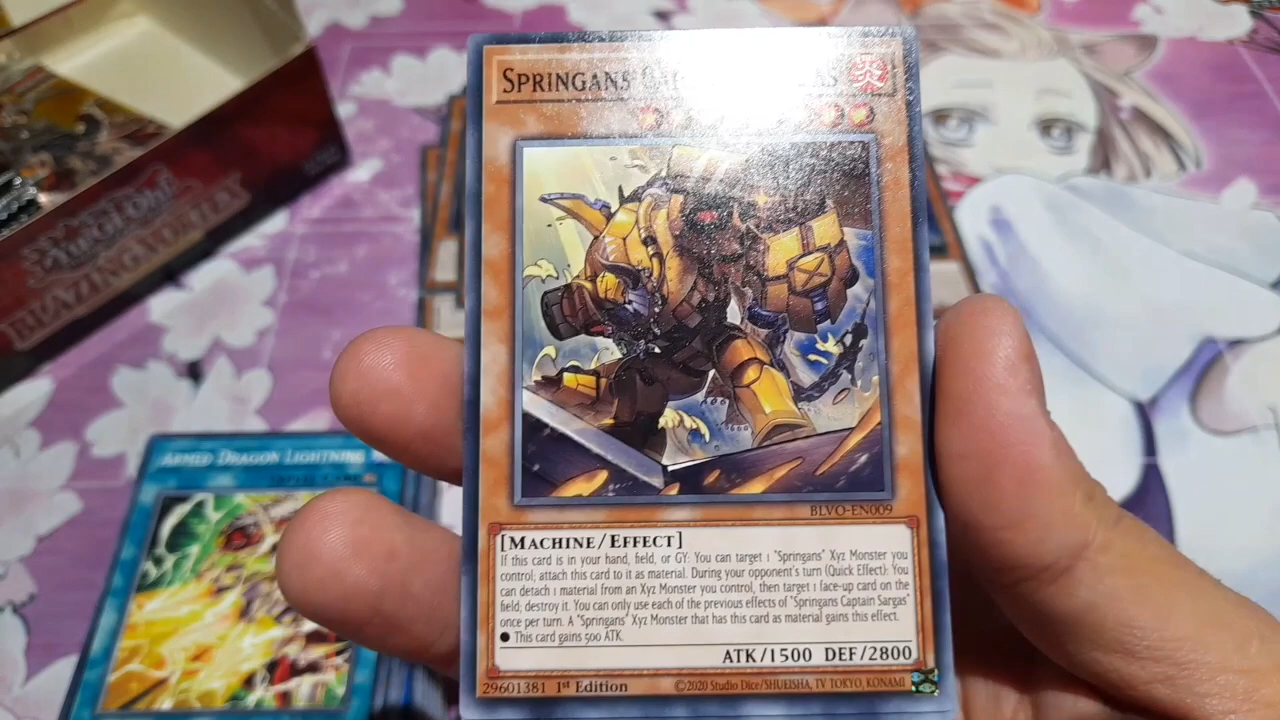 SPRINGANS
炎
BLVO-EN009
[MACHINE/EFFECT]
If this card is in your hand, field, or GY: You can target 1 "Springans" Xyz Monster you
control; attach this card to it as material. During your opponent's turn (Quick Effect): You
can detach 1 material from an Xyz Monster you control, then target 1 face-up card on the
field; destroy it. You can only use each of the previous effects of "Springans Captain Sargas"
once per turn. A "Springans" Xyz Monster that has this card as material gains this effect.
● This card gains 500 ATK.
ATK/1500 DEF/2800
29601381 1st Edition ©2020 Studio Dice/SHUEISHA, TV TOKYO, KONAMI
Yu-Gi-Oh!
BLAZING VORTEX
ARMED DRAGON LIGHTNING